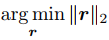 arg min ‖r‖₂
r